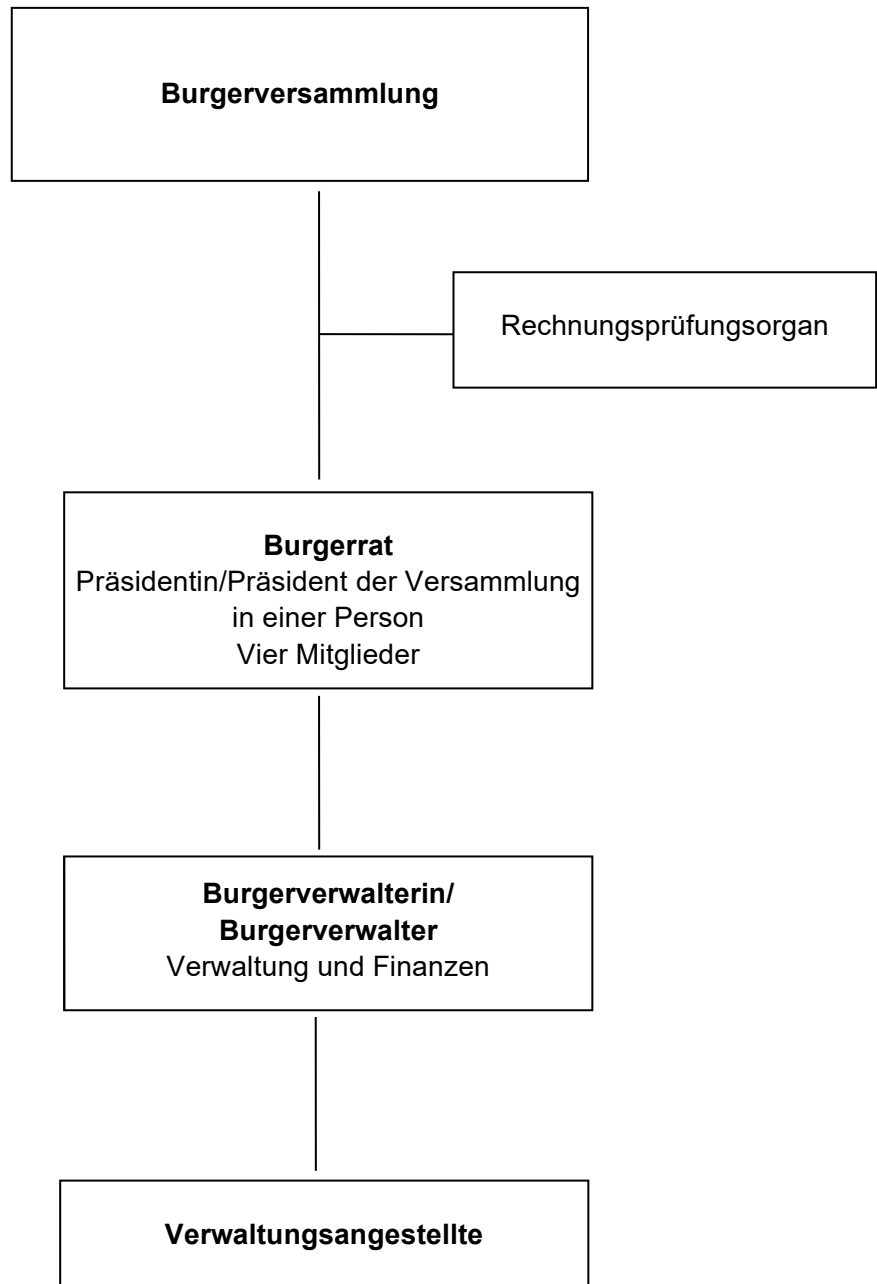 Burgerversammlung
Rechnungsprüfungsorgan
Burgerrat
Präsidentin/Präsident der Versammlung
in einer Person
Vier Mitglieder
Burgerverwalterin/
Burgerverwalter
Verwaltung und Finanzen
Verwaltungsangestellte